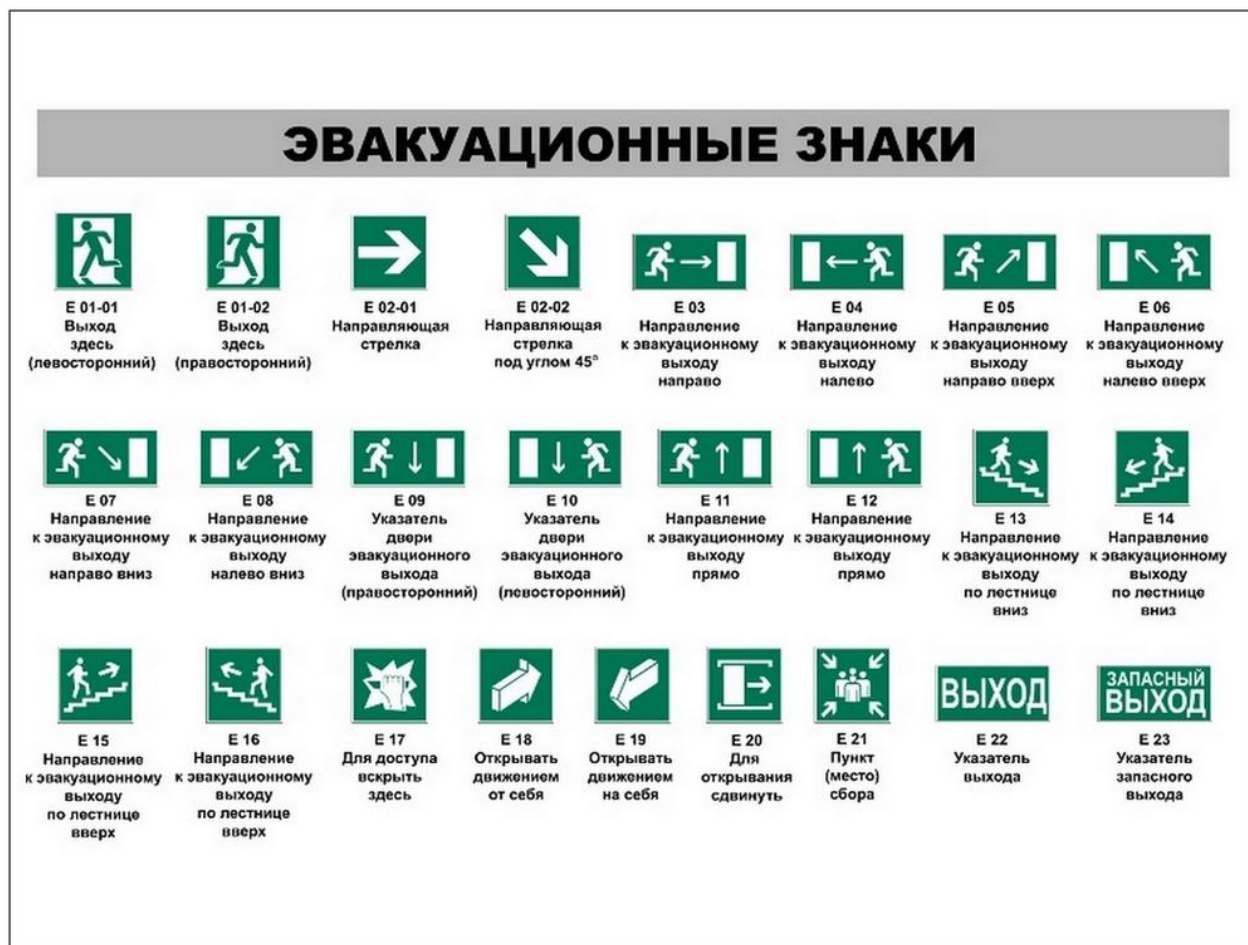 ЭВАКУАЦИОННЫЕ ЗНАКИ
E 01-01
Выход
здесь
(левосторонний)
E 01-02
Выход
здесь
(правосторонний)
E 02-01
Направляющая
стрелка
E 02-02
Направляющая
стрелка
под углом 45°
E 03
Направление
к эвакуационному
выходу
направо
E 04
Направление
к эвакуационному
выходу
налево
E 05
Направление
к эвакуационному
выходу
направо вверх
E 06
Направление
к эвакуационному
выходу
налево вверх
E 07
Направление
к эвакуационному
выходу
направо вниз
E 08
Направление
к эвакуационному
выходу
налево вниз
E 09
Указатель
двери
эвакуационного
выхода
(правосторонний)
E 10
Указатель
двери
эвакуационного
выхода
(левосторонний)
E 11
Направление
к эвакуационному
выходу
прямо
E 12
Направление
к эвакуационному
выходу
прямо
E 13
Направление
к эвакуационному
выходу
по лестнице
вниз
E 14
Направление
к эвакуационному
выходу
по лестнице
вниз
E 15
Направление
к эвакуационному
выходу
по лестнице
вверх
E 16
Направление
к эвакуационному
выходу
по лестнице
вверх
E 17
Для доступа
вскрыть
здесь
E 18
Открывать
движением
от себя
E 19
Открывать
движением
на себя
E 20
Для
открывания
сдвинуть
E 21
Пункт
(место)
сбора
ВЫХОД
E 22
Указатель
выхода
ЗАПАСНЫЙ
ВЫХОД
E 23
Указатель
запасного
выхода